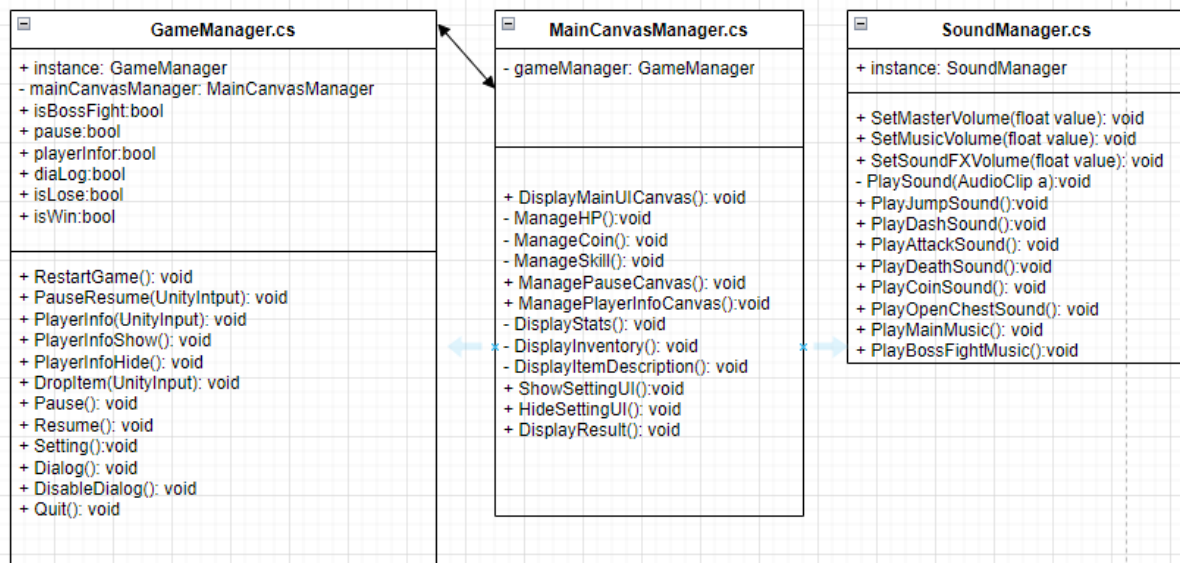 GameManager.cs
+ instance: GameManager
- mainCanvasManager: MainCanvasManager
+ isBossFight:bool
+ pause:bool
+ playerInfor:bool
+ diaLog:bool
+ isLose:bool
+ isWin:bool
+ RestartGame(): void
+ PauseResume(UnityIntput): void
+ PlayerInfo(UnityInput): void
+ PlayerInfoShow(): void
+ PlayerInfoHide(): void
+ DropItem(UnityInput): void
+ Pause(): void
+ Resume(): void
+ Setting():void
+ Dialog(): void
+ DisableDialog(): void
+ Quit(): void
MainCanvasManager.cs
- gameManager: GameManager
+ DisplayMainUICanvas(): void
- ManageHP():void
- ManageCoin(): void
- ManageSkill(): void
+ ManagePauseCanvas(): void
+ ManagePlayerInfoCanvas():void
- DisplayStats(): void
- DisplayInventory(): void
- DisplayItemDescription(): void
+ ShowSettingUI():void
+ HideSettingUI(): void
+ DisplayResult(): void
SoundManager.cs
+ instance: SoundManager
+ SetMasterVolume(float value): void
+ SetMusicVolume(float value): void
+ SetSoundFXVolume(float value): void
- PlaySound(AudioClip a):void
+ PlayJumpSound():void
+ PlayDashSound(): void
+ PlayAttackSound(): void
+ PlayDeathSound():void
+ PlayCoinSound(): void
+ PlayOpenChestSound(): void
+ PlayMainMusic(): void
+ PlayBossFightMusic():void